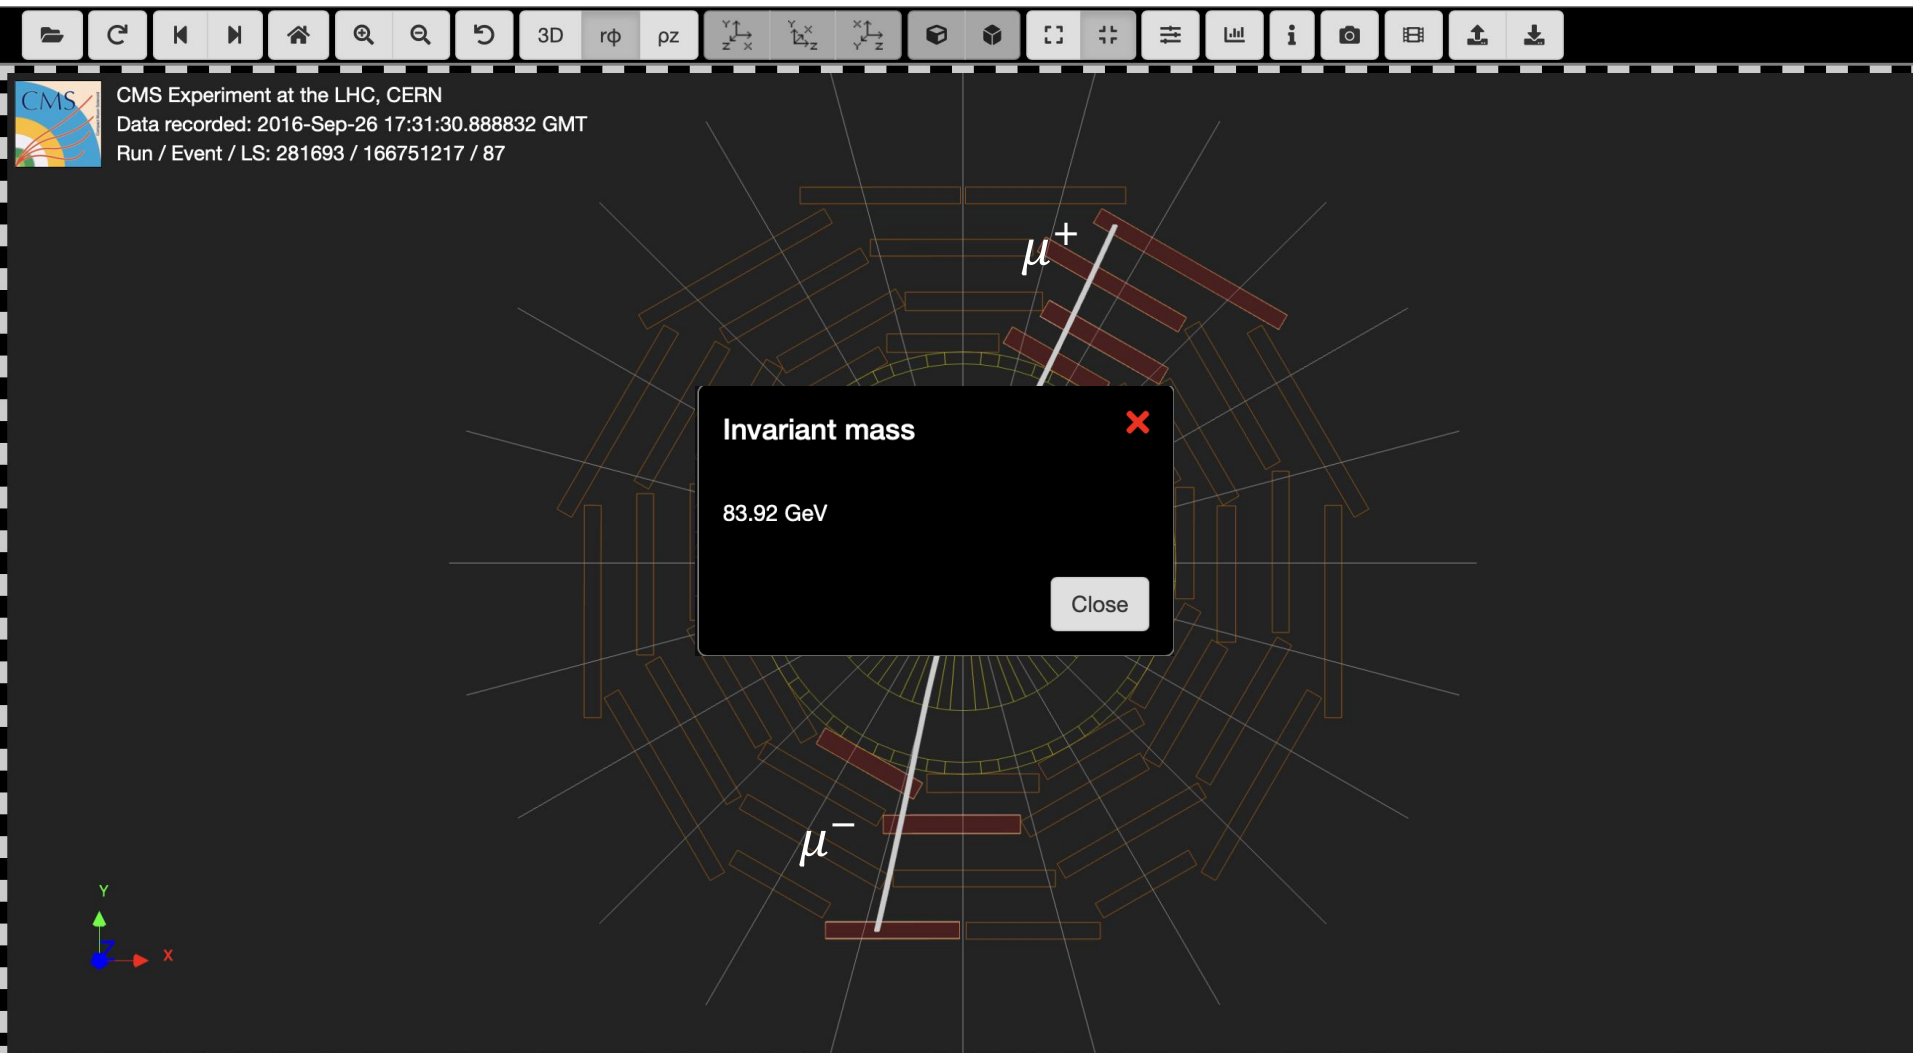 3D
rϕ
ρz
Y
Z X
Y X
Z
X
Y Z
CMS
CMS Experiment at the LHC, CERN
Data recorded: 2016-Sep-26 17:31:30.888832 GMT
Run / Event / LS: 281693 / 166751217 / 87
μ⁺
Invariant mass
83.92 GeV
Close
μ⁻
Y
Z
X